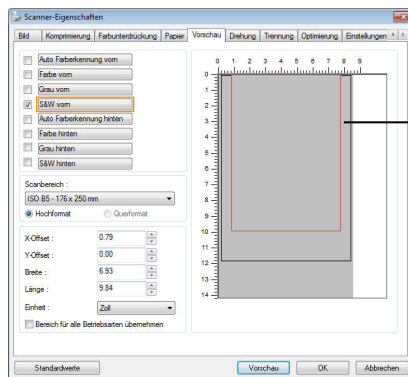 Scanner-Eigenschaften
Bild Komprimierung Farbunterdrückung Papier Vorschau Drehung Trennung Optimierung Einstellungen
Auto Farberkennung vorn
Farbe vorn
Grau vorn
S&W vorn
Auto Farberkennung hinten
Farbe hinten
Grau hinten
S&W hinten
Scanbereich :
ISO B5 - 176 x 250 mm
Hochformat Querformat
X-Offset : 0.79
Y-Offset : 0.00
Breite : 6.93
Länge : 9.84
Einheit : Zoll
Bereich für alle Betriebsarten übernehmen
0 1 2 3 4 5 6 7 8 9
0
1
2
3
4
5
6
7
8
9
10
11
12
13
14
Standardwerte Vorschau OK Abbrechen